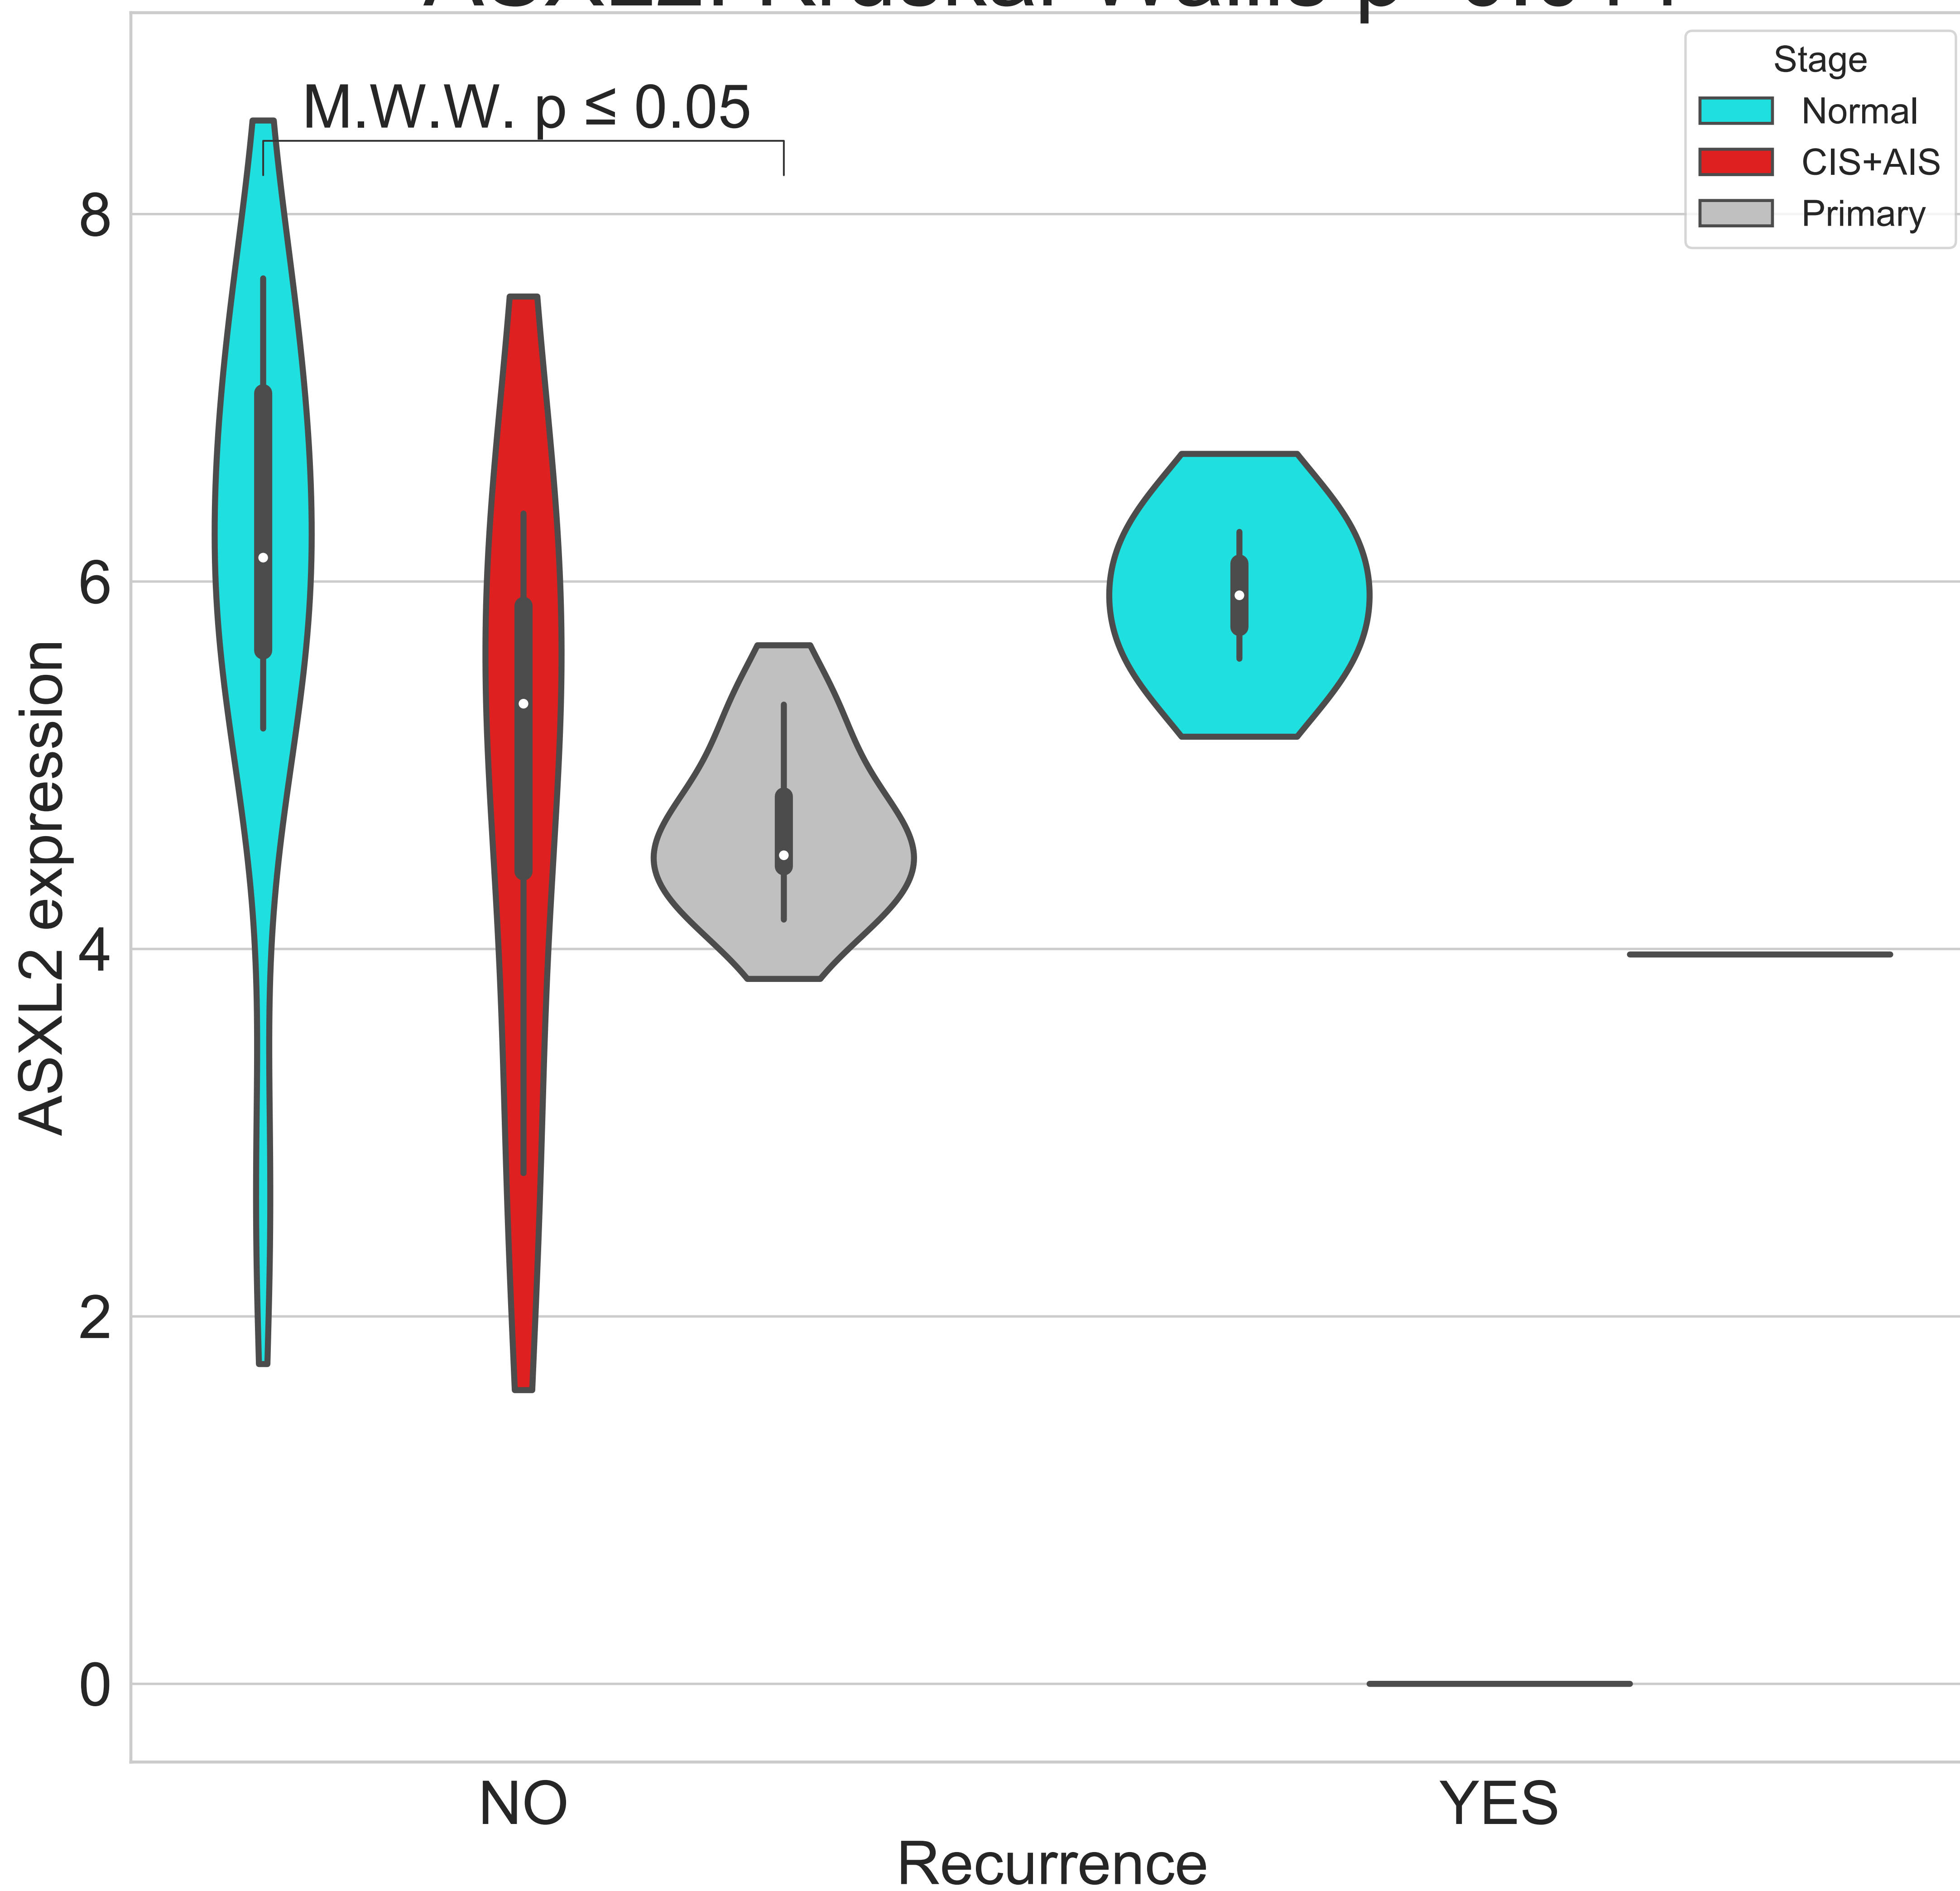 M.W.W. p ≤ 0.05
Stage
Normal
CIS+AIS
Primary
8
6
4
2
0
ASXL2 expression
NO
YES
Recurrence